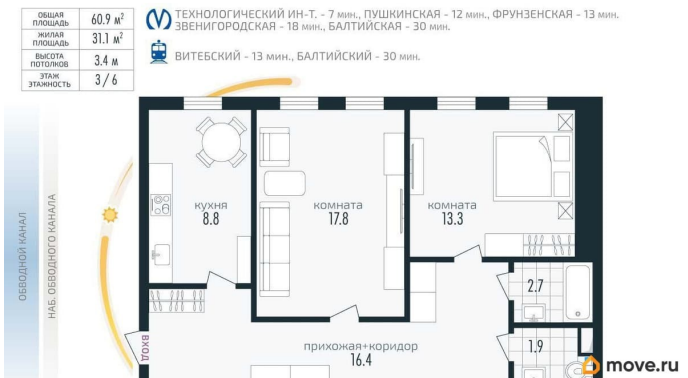 ОБЩАЯ ПЛОЩАДЬ 60.9 м²
ЖИЛАЯ ПЛОЩАДЬ 31.1 м²
ВЫСОТА ПОТОЛКОВ 3.4 м
ЭТАЖ ЭТАЖНОСТЬ 3 / 6
ТЕХНОЛОГИЧЕСКИЙ ИН-Т. - 7 мин., ПУШКИНСКАЯ - 12 мин., ФРУНЗЕНСКАЯ - 13 мин.
ЗВЕНИГОРОДСКАЯ - 18 мин., БАЛТИЙСКАЯ - 30 мин.
ВИТЕБСКИЙ - 13 мин., БАЛТИЙСКИЙ - 30 мин.
ОБВОДНОЙ КАНАЛ
НАБ. ОБВОДНОГО КАНАЛА
кухня
8.8
комната
17.8
комната
13.3
2.7
ВХОД
прихожая+коридор
16.4
1.9
move.ru